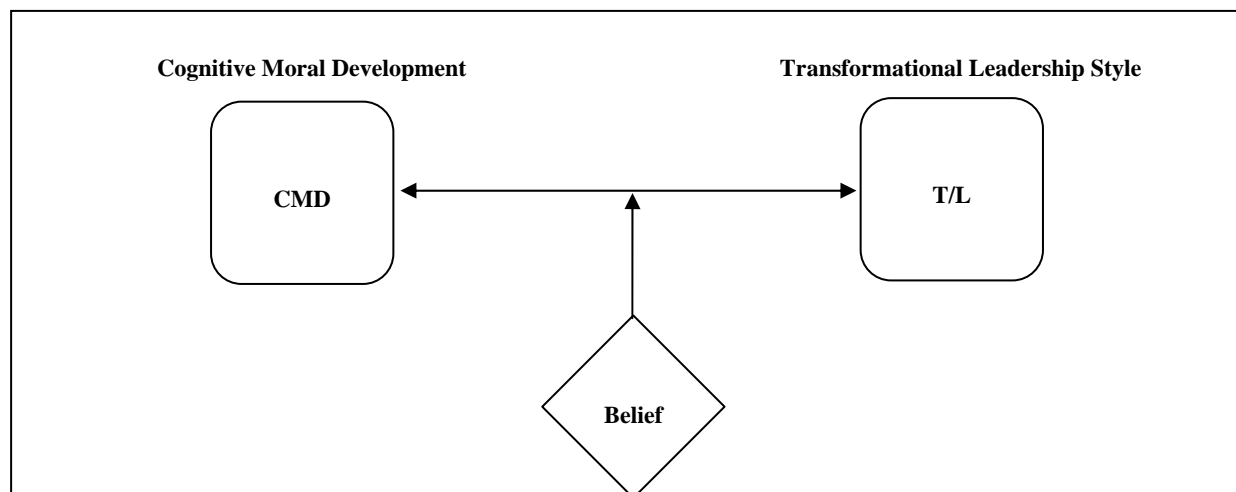 Cognitive Moral Development
Transformational Leadership Style
CMD
T/L
Belief